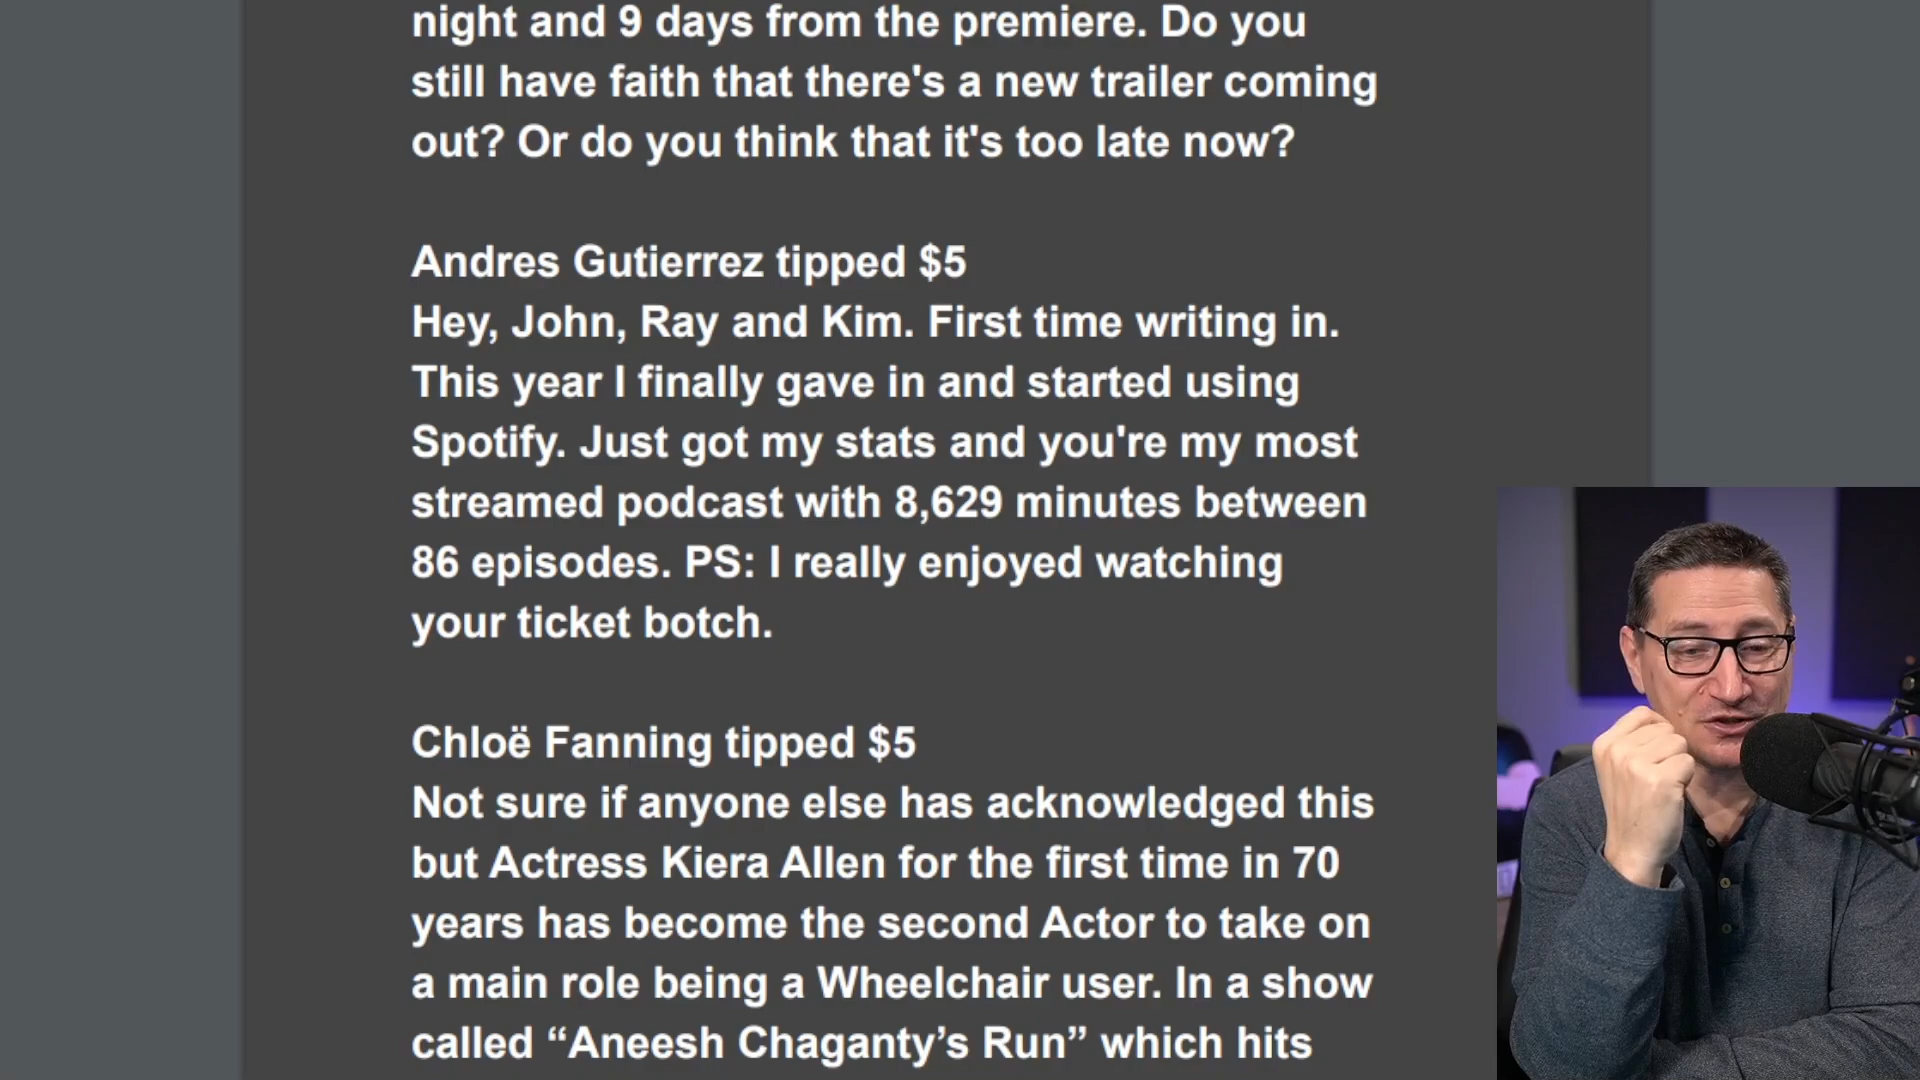 night and 9 days from the premiere. Do you
still have faith that there's a new trailer coming
out? Or do you think that it's too late now?
Andres Gutierrez tipped $5
Hey, John, Ray and Kim. First time writing in.
This year I finally gave in and started using
Spotify. Just got my stats and you're my most
streamed podcast with 8,629 minutes between
86 episodes. PS: I really enjoyed watching
your ticket botch.
Chloë Fanning tipped $5
Not sure if anyone else has acknowledged this
but Actress Kiera Allen for the first time in 70
years has become the second Actor to take on
a main role being a Wheelchair user. In a show
called “Aneesh Chaganty’s Run” which hits